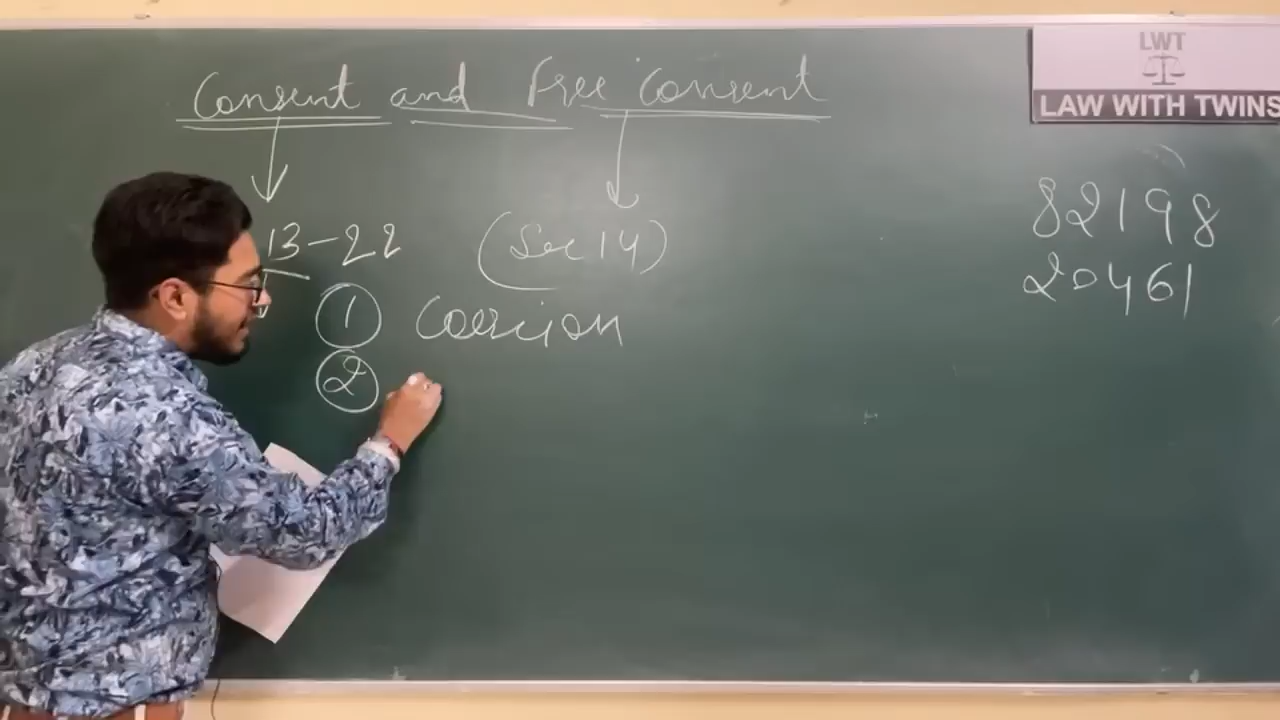 Consent and Free Consent
LWT
LAW WITH TWINS
82198
20461
13-22
(Sec 14)
1 Coercion
2